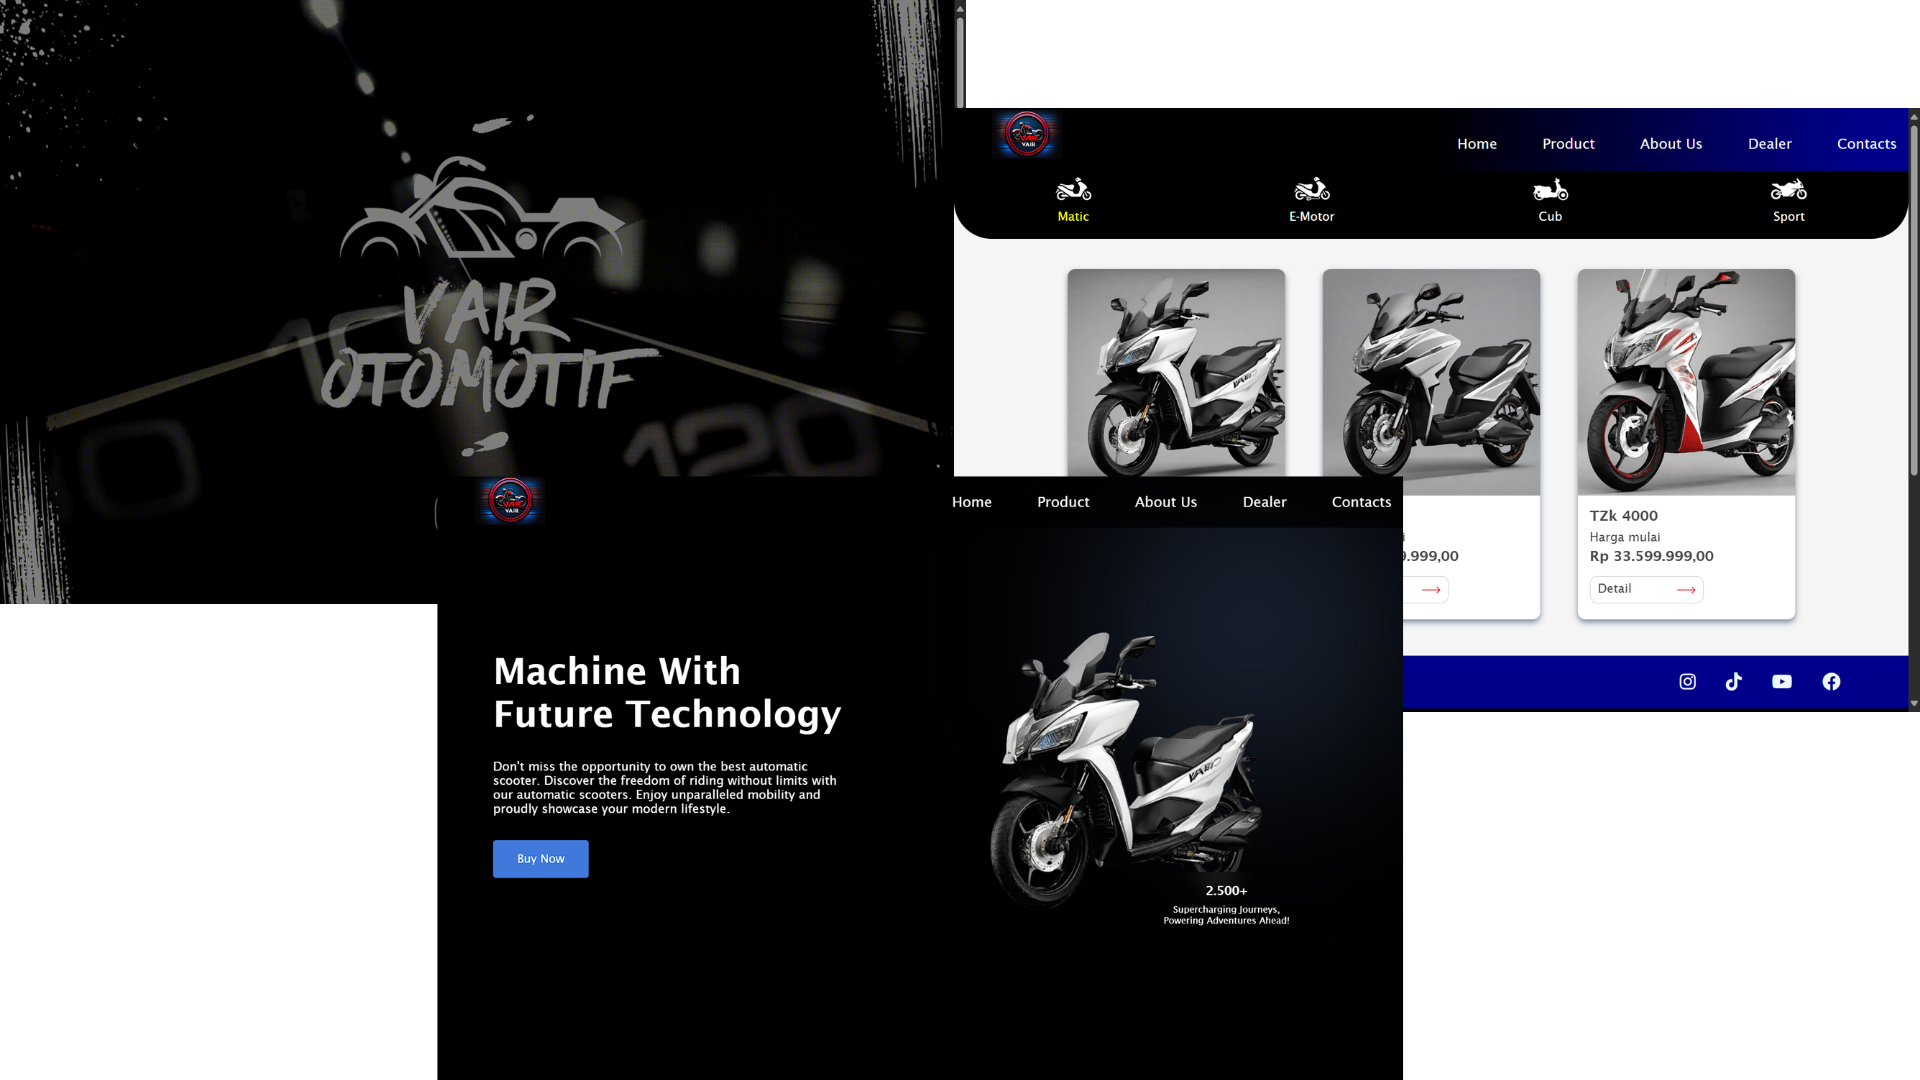 VAIR
OTOMOTIF
120
VAIR
Home Product About Us Dealer Contacts
Matic E-Motor Cub Sport
TZk 4000
Harga mulai
Rp 33.599.999,00
Detail
9.999,00
VAIR
Home Product About Us Dealer Contacts
Machine With
Future Technology
Don't miss the opportunity to own the best automatic
scooter. Discover the freedom of riding without limits with
our automatic scooters. Enjoy unparalleled mobility and
proudly showcase your modern lifestyle.
Buy Now
2.500+
Supercharging Journeys,
Powering Adventures Ahead!